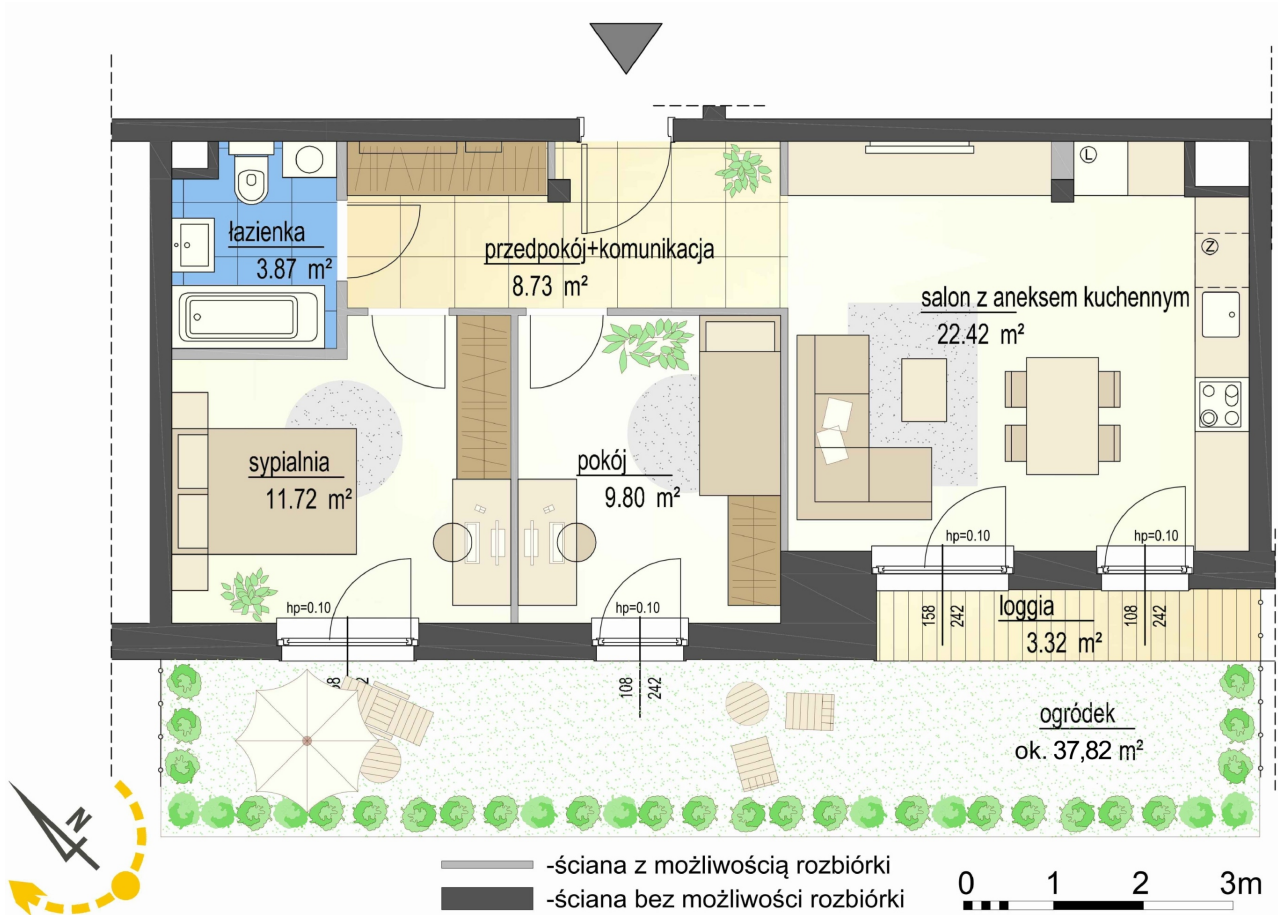 Ⓛ
łazienka
3.87 m²
przedpokój+komunikacja
8.73 m²
Ⓩ
salon z aneksem kuchennym
22.42 m²
sypialnia
11.72 m²
pokój
9.80 m²
hp=0.10
hp=0.10
hp=0.10
hp=0.10
158
242
loggia
3.32 m²
108
242
108
242
ogródek
ok. 37,82 m²
N
-ściana z możliwością rozbiórki
-ściana bez możliwości rozbiórki
0 1 2 3m